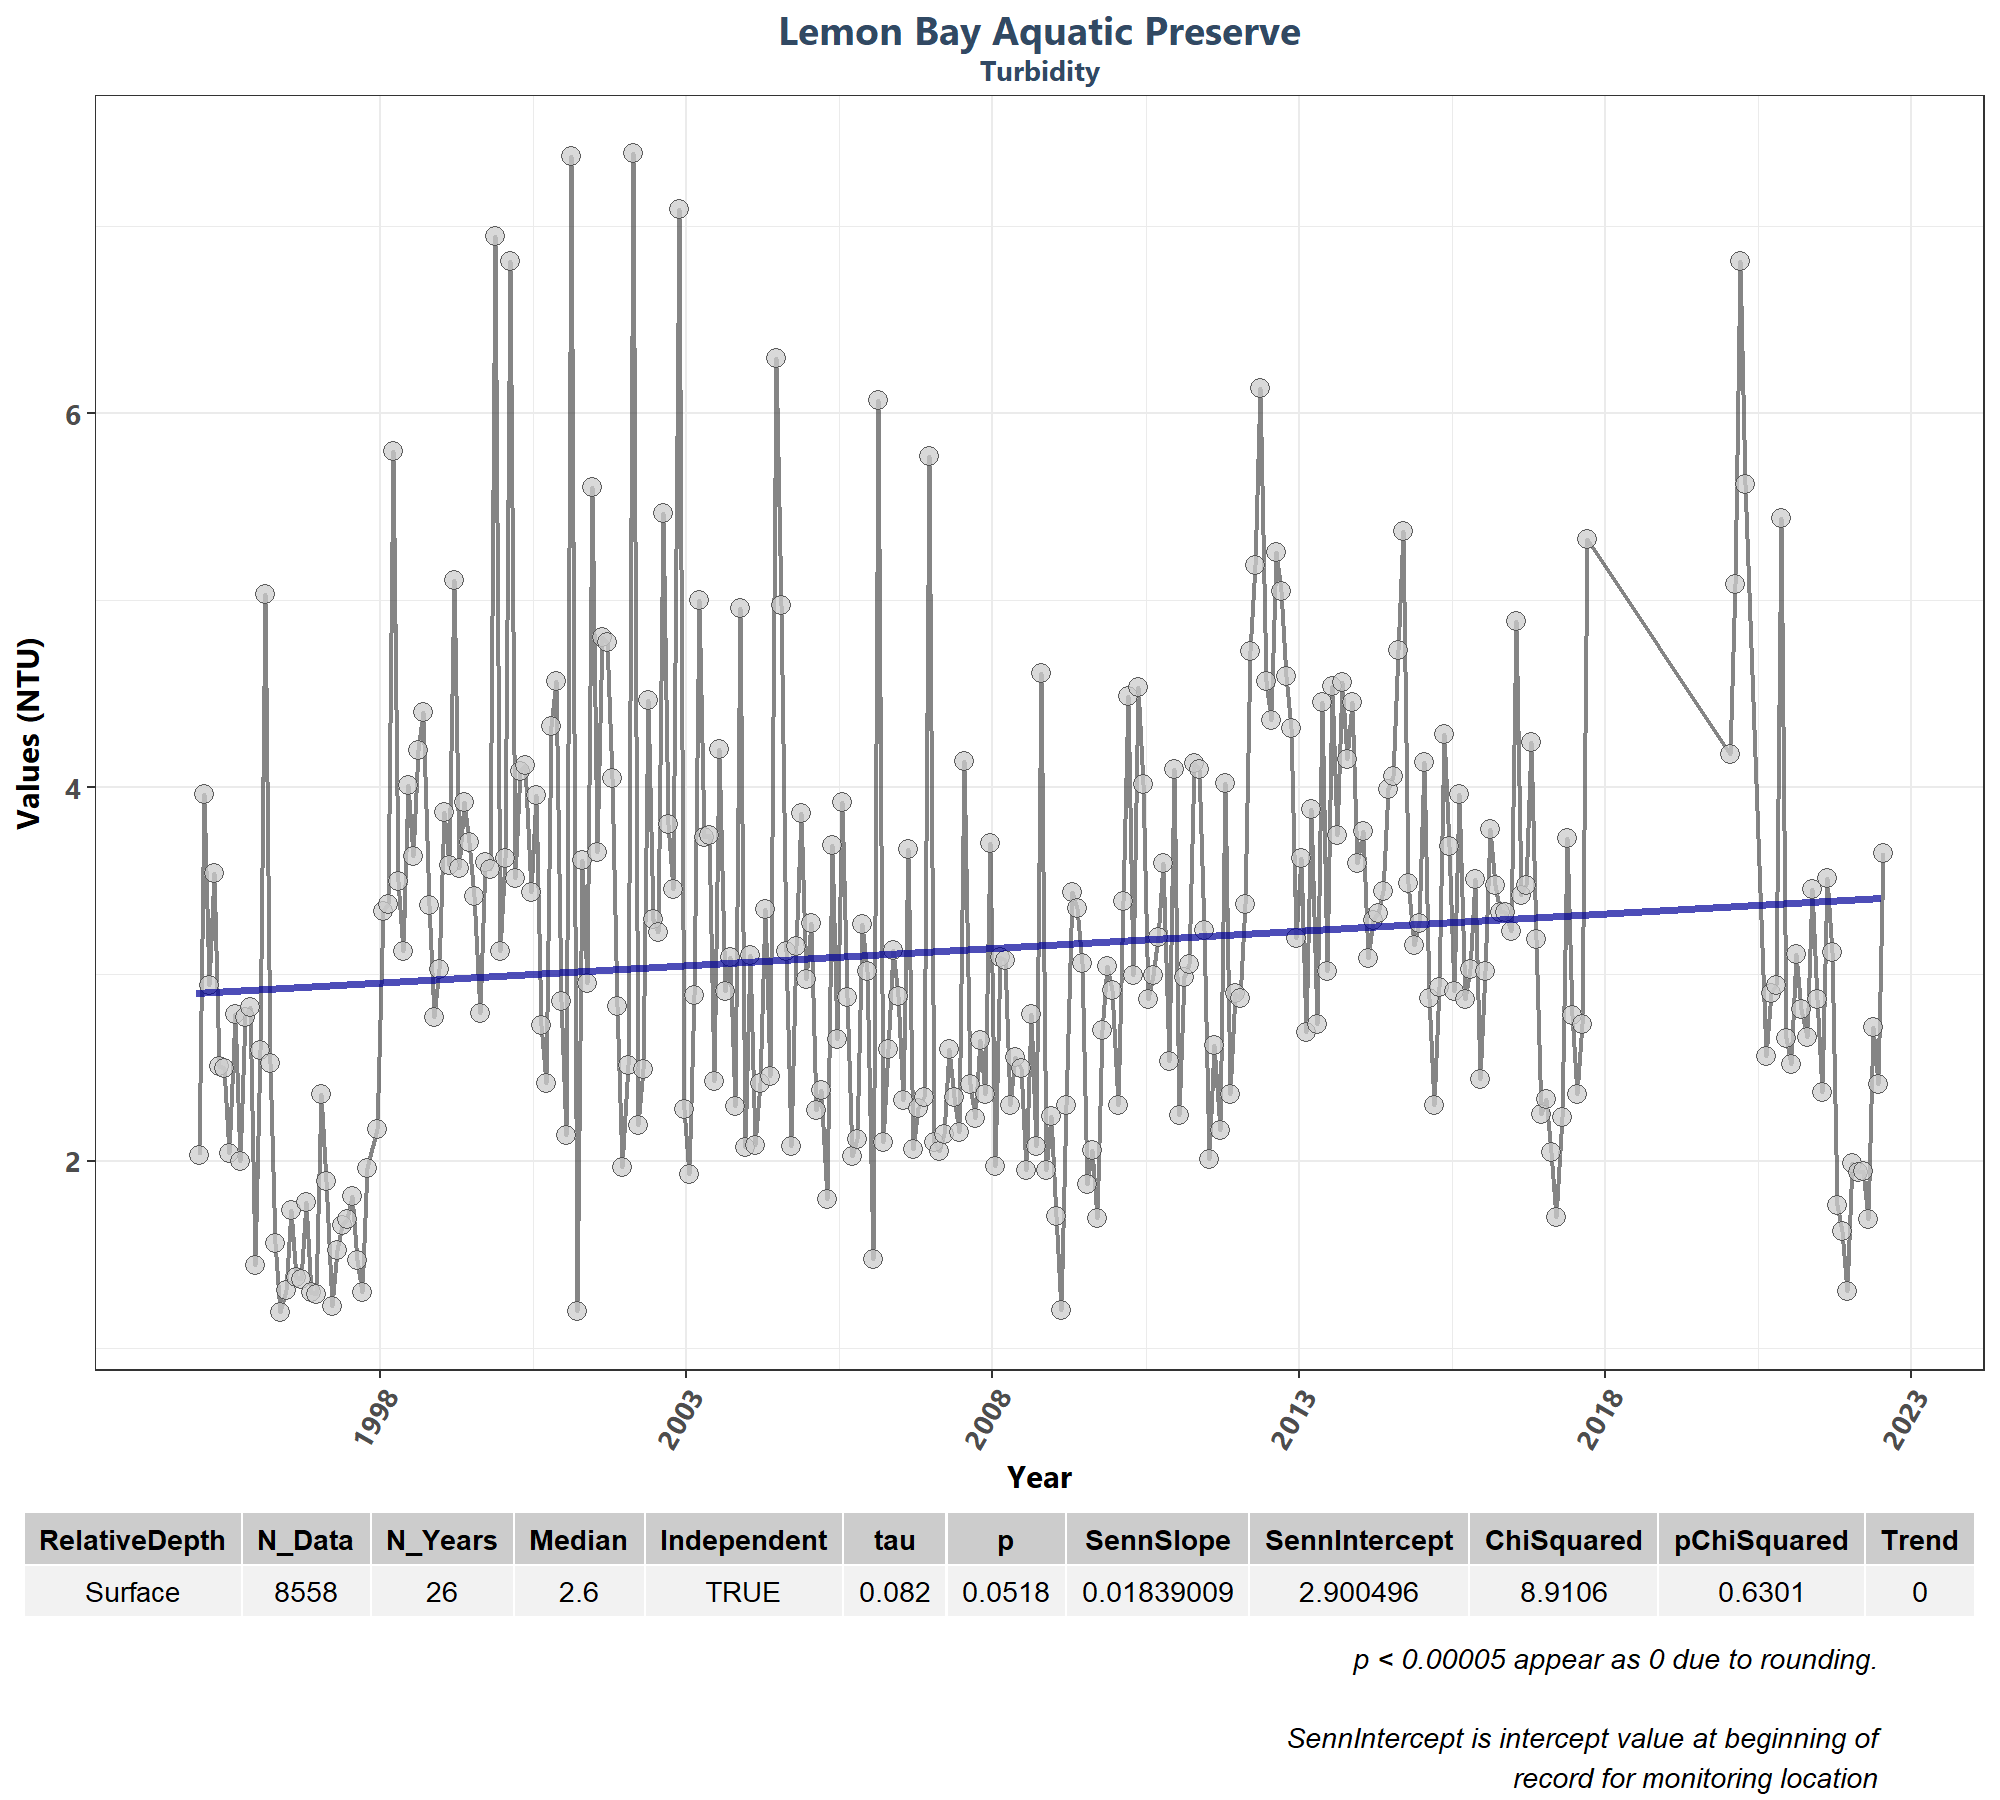 Lemon Bay Aquatic Preserve
Turbidity
Values (NTU)
6
4
2
1998 2003 2008 2013 2018 2023
Year
RelativeDepth N_Data N_Years Median Independent tau p SennSlope SennIntercept ChiSquared pChiSquared Trend
Surface 8558 26 2.6 TRUE 0.082 0.0518 0.01839009 2.900496 8.9106 0.6301 0
p < 0.00005 appear as 0 due to rounding.
SennIntercept is intercept value at beginning of
record for monitoring location